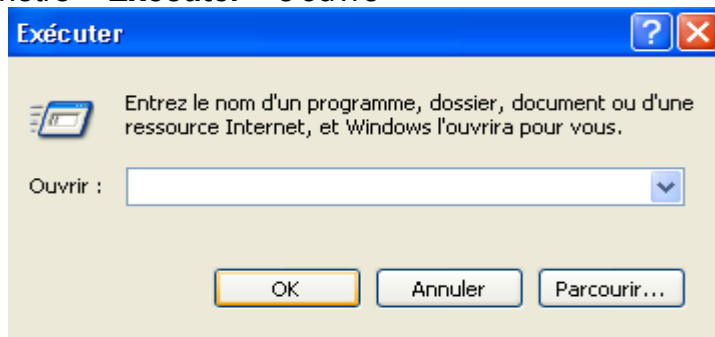 Exécuter
Entrez le nom d'un programme, dossier, document ou d'une
ressource Internet, et Windows l'ouvrira pour vous.
Ouvrir :
OK Annuler Parcourir...